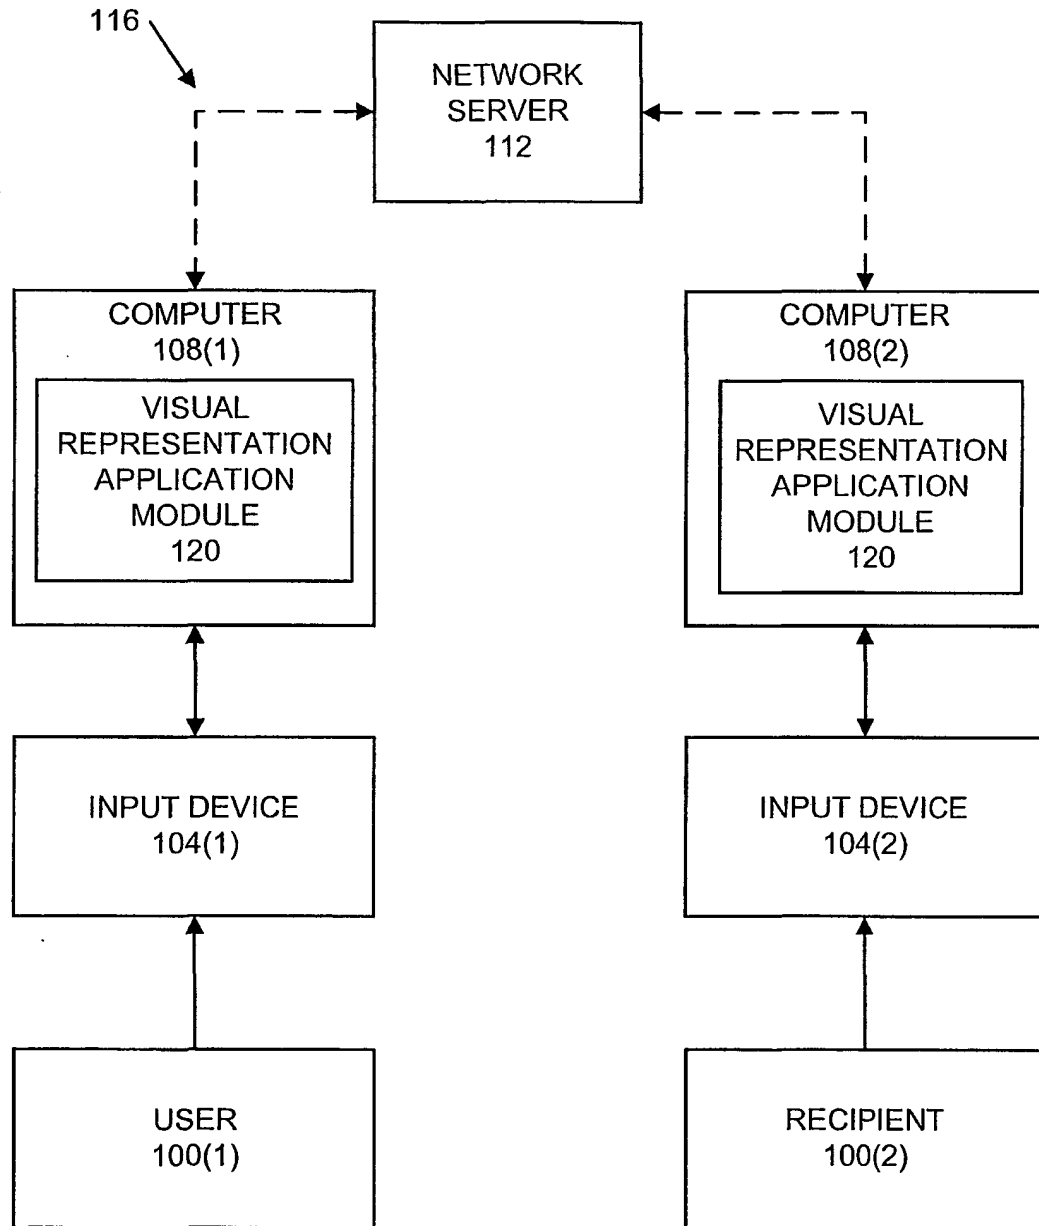 116
NETWORK
SERVER
112
COMPUTER
108(1)
VISUAL
REPRESENTATION
APPLICATION
MODULE
120
COMPUTER
108(2)
VISUAL
REPRESENTATION
APPLICATION
MODULE
120
INPUT DEVICE
104(1)
INPUT DEVICE
104(2)
USER
100(1)
RECIPIENT
100(2)